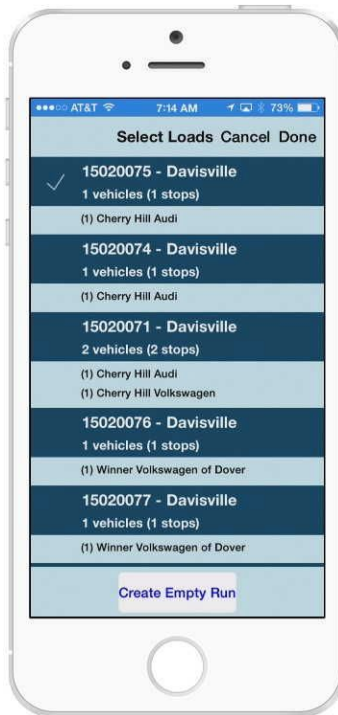 AT&T 7:14 AM 73%
Select Loads Cancel Done
15020075 - Davisville
1 vehicles (1 stops)
(1) Cherry Hill Audi
15020074 - Davisville
1 vehicles (1 stops)
(1) Cherry Hill Audi
15020071 - Davisville
2 vehicles (2 stops)
(1) Cherry Hill Audi
(1) Cherry Hill Volkswagen
15020076 - Davisville
1 vehicles (1 stops)
(1) Winner Volkswagen of Dover
15020077 - Davisville
1 vehicles (1 stops)
(1) Winner Volkswagen of Dover
Create Empty Run